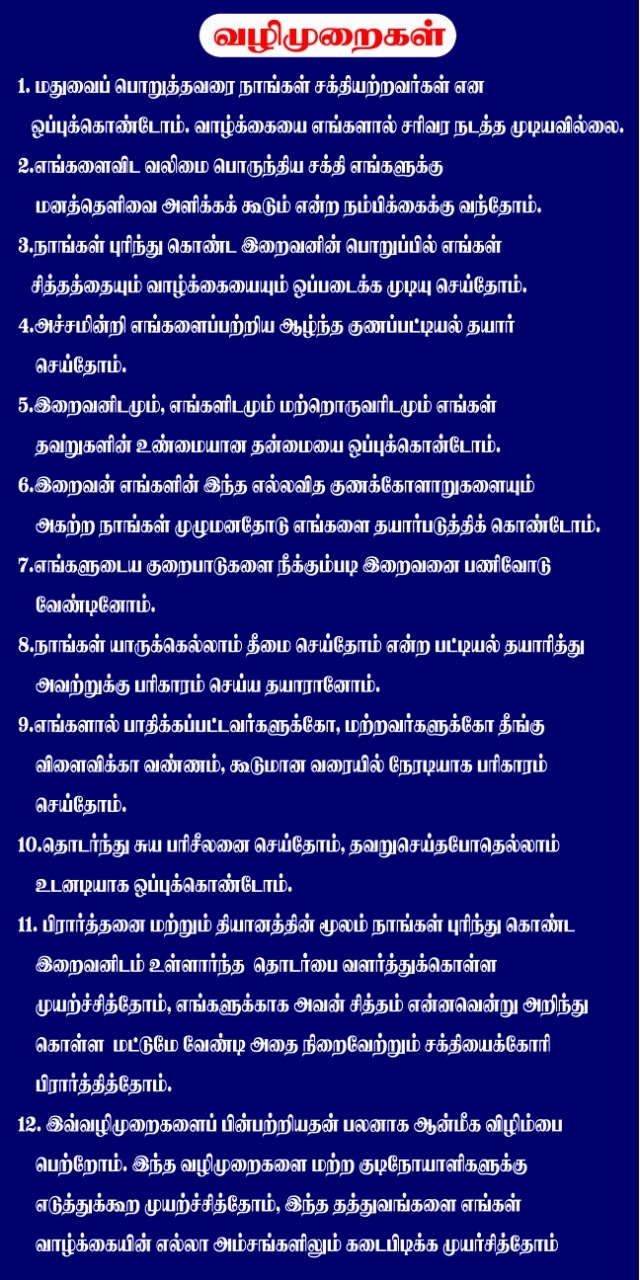 வழிமுறைகள்
1. மதுவைப் பொறுத்தவரை நாங்கள் சக்தியற்றவர்கள் என
ஒப்புக்கொண்டோம். வாழ்க்கையை எங்களால் சரிவர நடத்த முடியவில்லை.
2.எங்களைவிட வலிமை பொருந்திய சக்தி எங்களுக்கு
மனத்தெளிவை அளிக்கக் கூடும் என்ற நம்பிக்கைக்கு வந்தோம்.
3.நாங்கள் புரிந்து கொண்ட இறைவனின் பொறுப்பில் எங்கள்
சித்தத்தையும் வாழ்க்கையையும் ஒப்படைக்க முடியு செய்தோம்.
4.அச்சமின்றி எங்களைப்பற்றிய ஆழ்ந்த குணப்பட்டியல் தயார்
செய்தோம்.
5.இறைவனிடமும், எங்களிடமும் மற்றொருவரிடமும் எங்கள்
தவறுகளின் உண்மையான தன்மையை ஒப்புக்கொன்டோம்.
6.இறைவன் எங்களின் இந்த எல்லவித குணக்கோளாறுகளையும்
அகற்ற நாங்கள் முழுமனதோடு எங்களை தயார்படுத்திக் கொண்டோம்.
7.எங்களுடைய குறைபாடுகளை நீக்கும்படி இறைவனை பணிவோடு
வேண்டினோம்.
8.நாங்கள் யாருக்கெல்லாம் தீமை செய்தோம் என்ற பட்டியல் தயாரித்து
அவற்றுக்கு பரிகாரம் செய்ய தயாரானோம்.
9.எங்களால் பாதிக்கப்பட்டவர்களுக்கோ, மற்றவர்களுக்கோ தீங்கு
விளைவிக்கா வண்ணம், கூடுமான வரையில் நேரடியாக பரிகாரம்
செய்தோம்.
10.தொடர்ந்து சுய பரிசீலனை செய்தோம், தவறுசெய்தபோதெல்லாம்
உடனடியாக ஒப்புக்கொண்டோம்.
11. பிரார்த்தனை மற்றும் தியானத்தின் மூலம் நாங்கள் புரிந்து கொண்ட
இறைவனிடம் உள்ளார்ந்த தொடர்பை வளர்த்துக்கொள்ள
முயற்ச்சித்தோம், எங்களுக்காக அவன் சித்தம் என்னவென்று அறிந்து
கொள்ள மட்டுமே வேண்டி அதை நிறைவேற்றும் சக்தியைக்கோரி
பிரார்த்தித்தோம்.
12. இவ்வழிமுறைகளைப் பின்பற்றியதன் பலனாக ஆன்மீக விழிம்பை
பெற்றோம். இந்த வழிமுறைகளை மற்ற குடிநோயாளிகளுக்கு
எடுத்துக்கூற முயற்ச்சித்தோம், இந்த தத்துவங்களை எங்கள்
வாழ்க்கையின் எல்லா அம்சங்களிலும் கடைபிடிக்க முயர்சித்தோம்